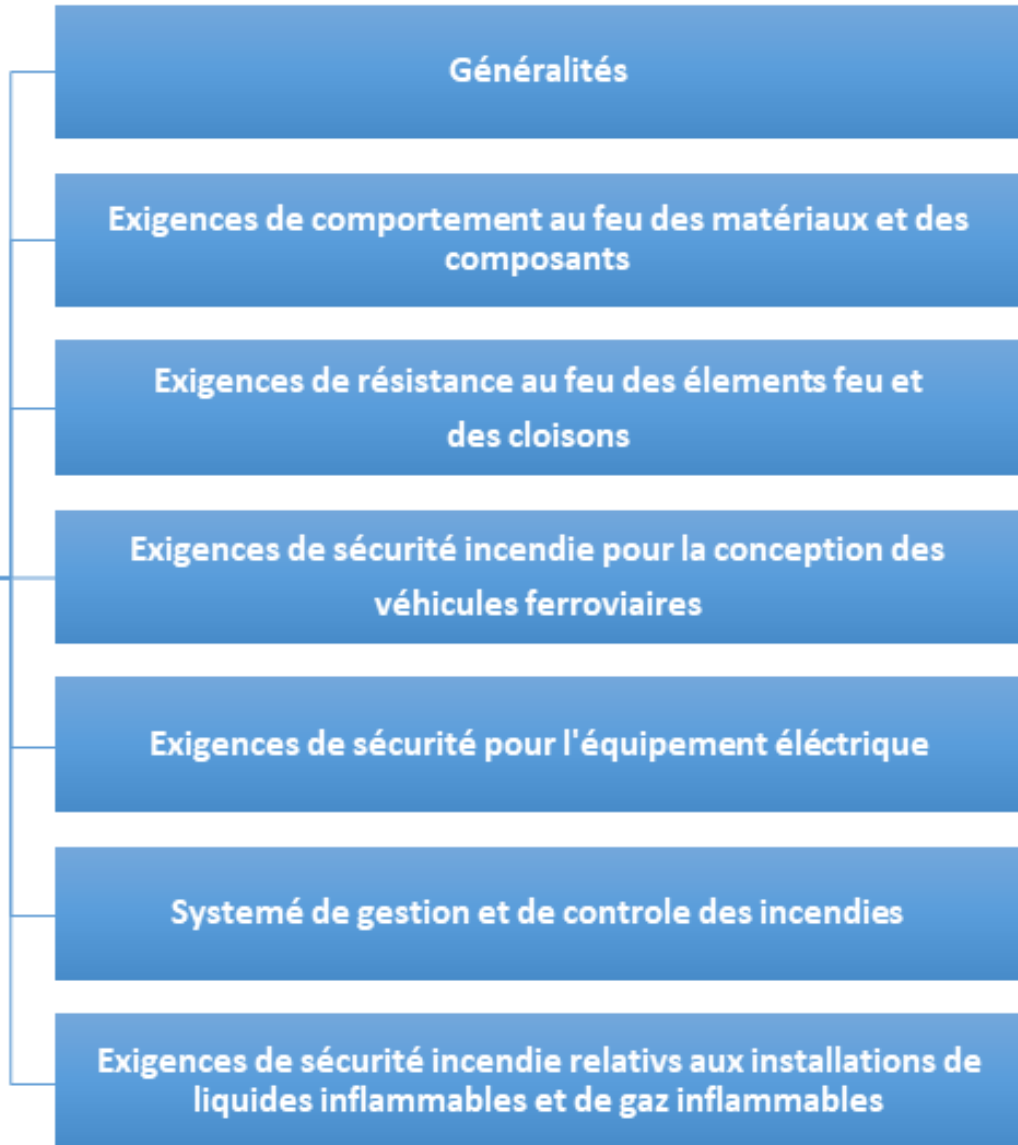 Généralités
Exigences de comportement au feu des matériaux et des
composants
Exigences de résistance au feu des élements feu et
des cloisons
Exigences de sécurité incendie pour la conception des
véhicules ferroviaires
Exigences de sécurité pour l'équipement éléctrique
Systemé de gestion et de controle des incendies
Exigences de sécurité incendie relativs aux installations de
liquides inflammables et de gaz inflammables